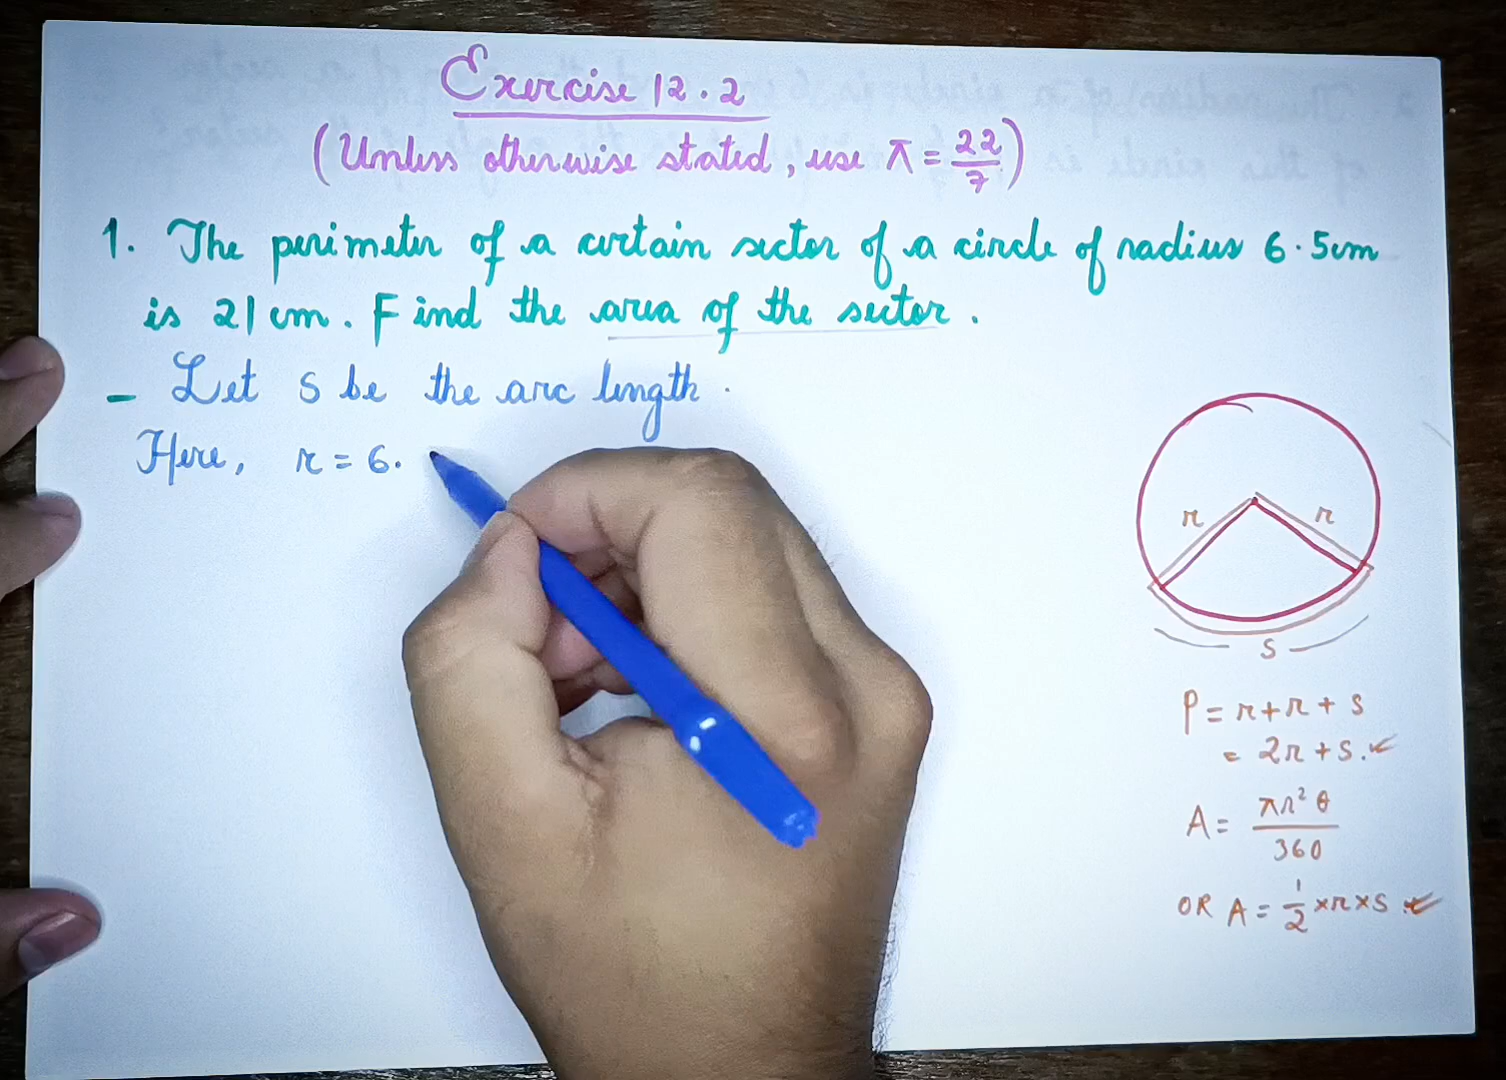 Exercise 12.2
(Unless otherwise stated, use π = 22/7)
1. The perimeter of a certain sector of a circle of radius 6.5cm
is 21cm. Find the area of the sector.
- Let s be the arc length.
Here, r = 6.
r r
s
P = r + r + s
= 2r + s.
A = πr²θ/360
OR A = 1/2 × r × s